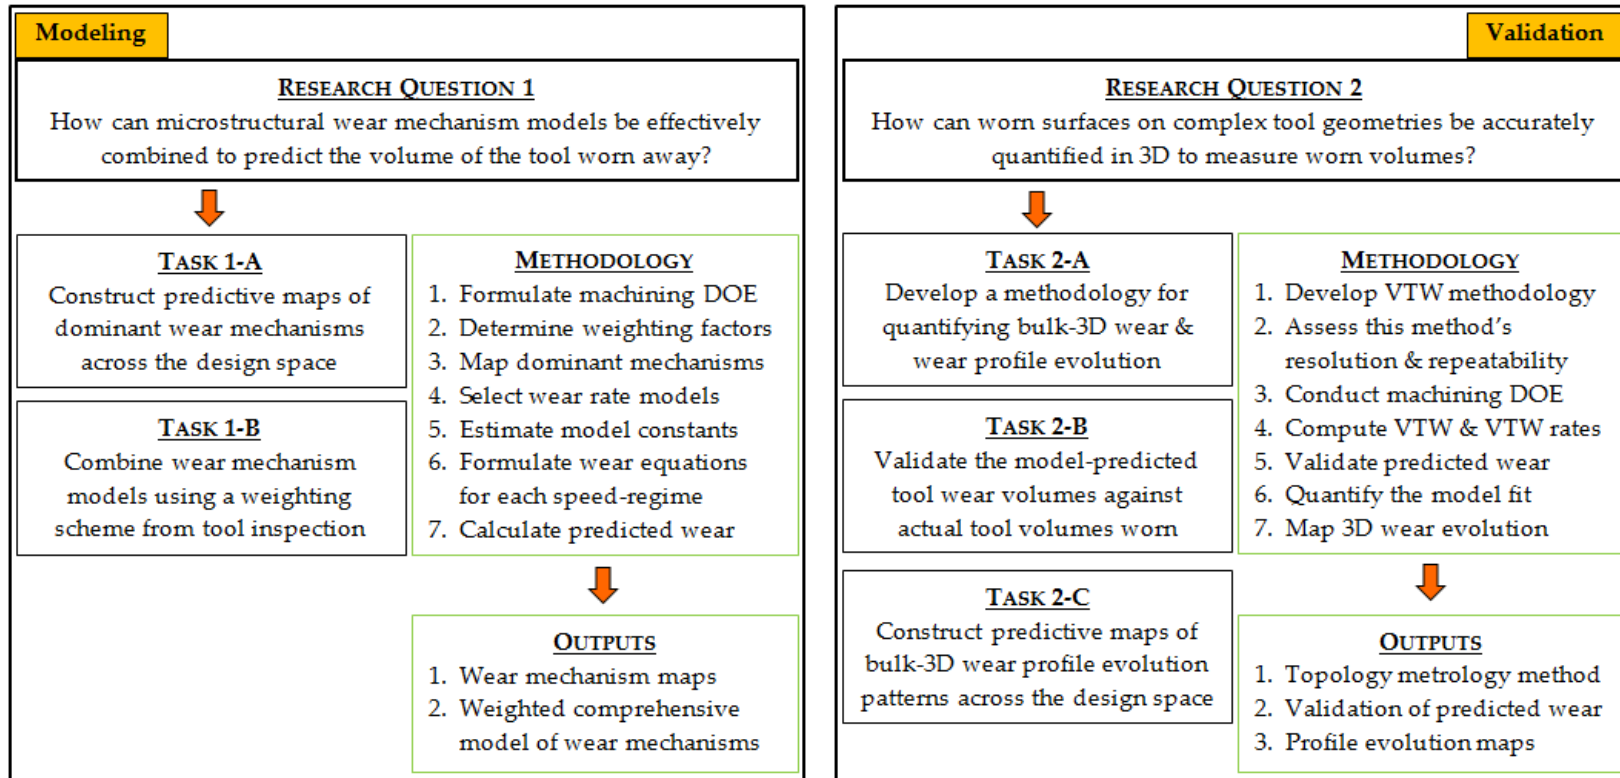 Modeling
RESEARCH QUESTION 1
How can microstructural wear mechanism models be effectively
combined to predict the volume of the tool worn away?
TASK 1-A
Construct predictive maps of
dominant wear mechanisms
across the design space
TASK 1-B
Combine wear mechanism
models using a weighting
scheme from tool inspection
METHODOLOGY
1. Formulate machining DOE
2. Determine weighting factors
3. Map dominant mechanisms
4. Select wear rate models
5. Estimate model constants
6. Formulate wear equations
for each speed-regime
7. Calculate predicted wear
OUTPUTS
1. Wear mechanism maps
2. Weighted comprehensive
model of wear mechanisms
Validation
RESEARCH QUESTION 2
How can worn surfaces on complex tool geometries be accurately
quantified in 3D to measure worn volumes?
TASK 2-A
Develop a methodology for
quantifying bulk-3D wear &
wear profile evolution
TASK 2-B
Validate the model-predicted
tool wear volumes against
actual tool volumes worn
TASK 2-C
Construct predictive maps of
bulk-3D wear profile evolution
patterns across the design space
METHODOLOGY
1. Develop VTW methodology
2. Assess this method's
resolution & repeatability
3. Conduct machining DOE
4. Compute VTW & VTW rates
5. Validate predicted wear
6. Quantify the model fit
7. Map 3D wear evolution
OUTPUTS
1. Topology metrology method
2. Validation of predicted wear
3. Profile evolution maps